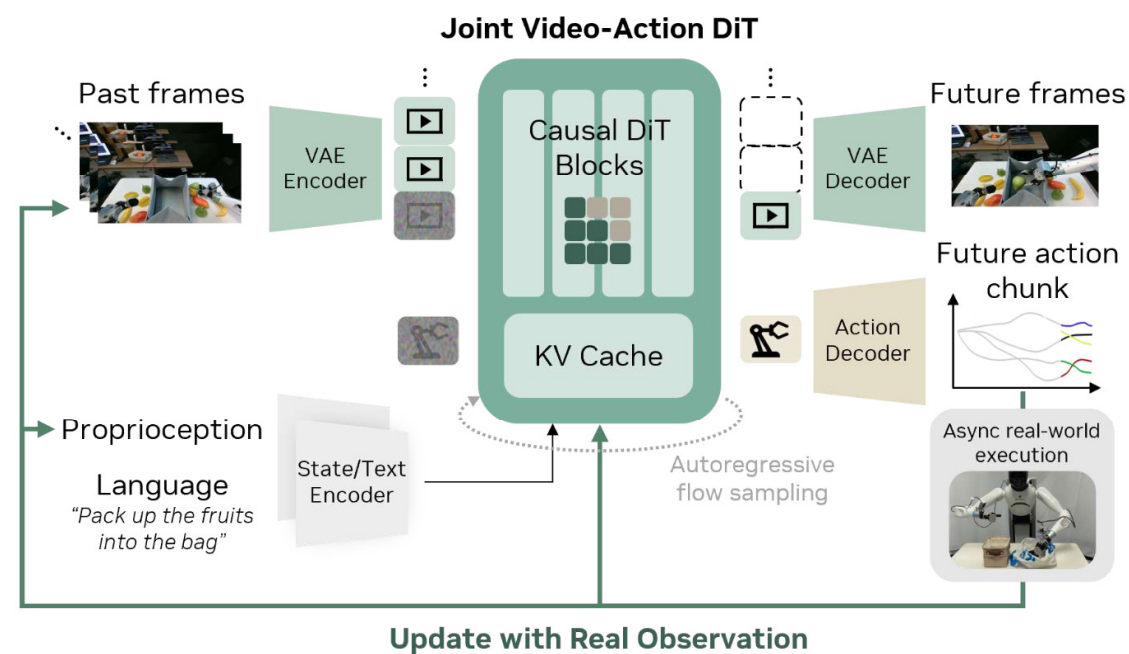 Joint Video-Action DiT
Past frames
VAE
Encoder
Causal DiT
Blocks
KV Cache
VAE
Decoder
Future frames
Future action
chunk
Action
Decoder
Proprioception
Language
“Pack up the fruits
into the bag”
State/Text
Encoder
Autoregressive
flow sampling
Async real-world
execution
Update with Real Observation